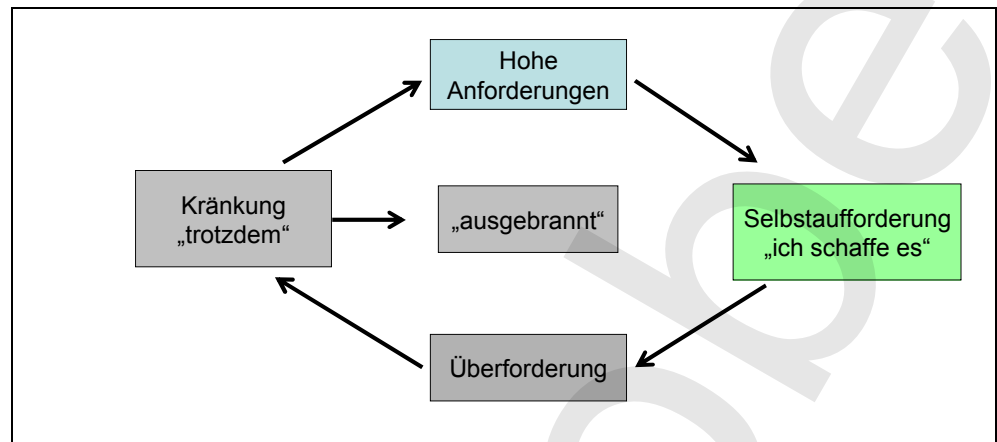 Hohe
Anforderungen
Kränkung
„trotzdem“
„ausgebrannt“
Selbstaufforderung
„ich schaffe es“
Überforderung